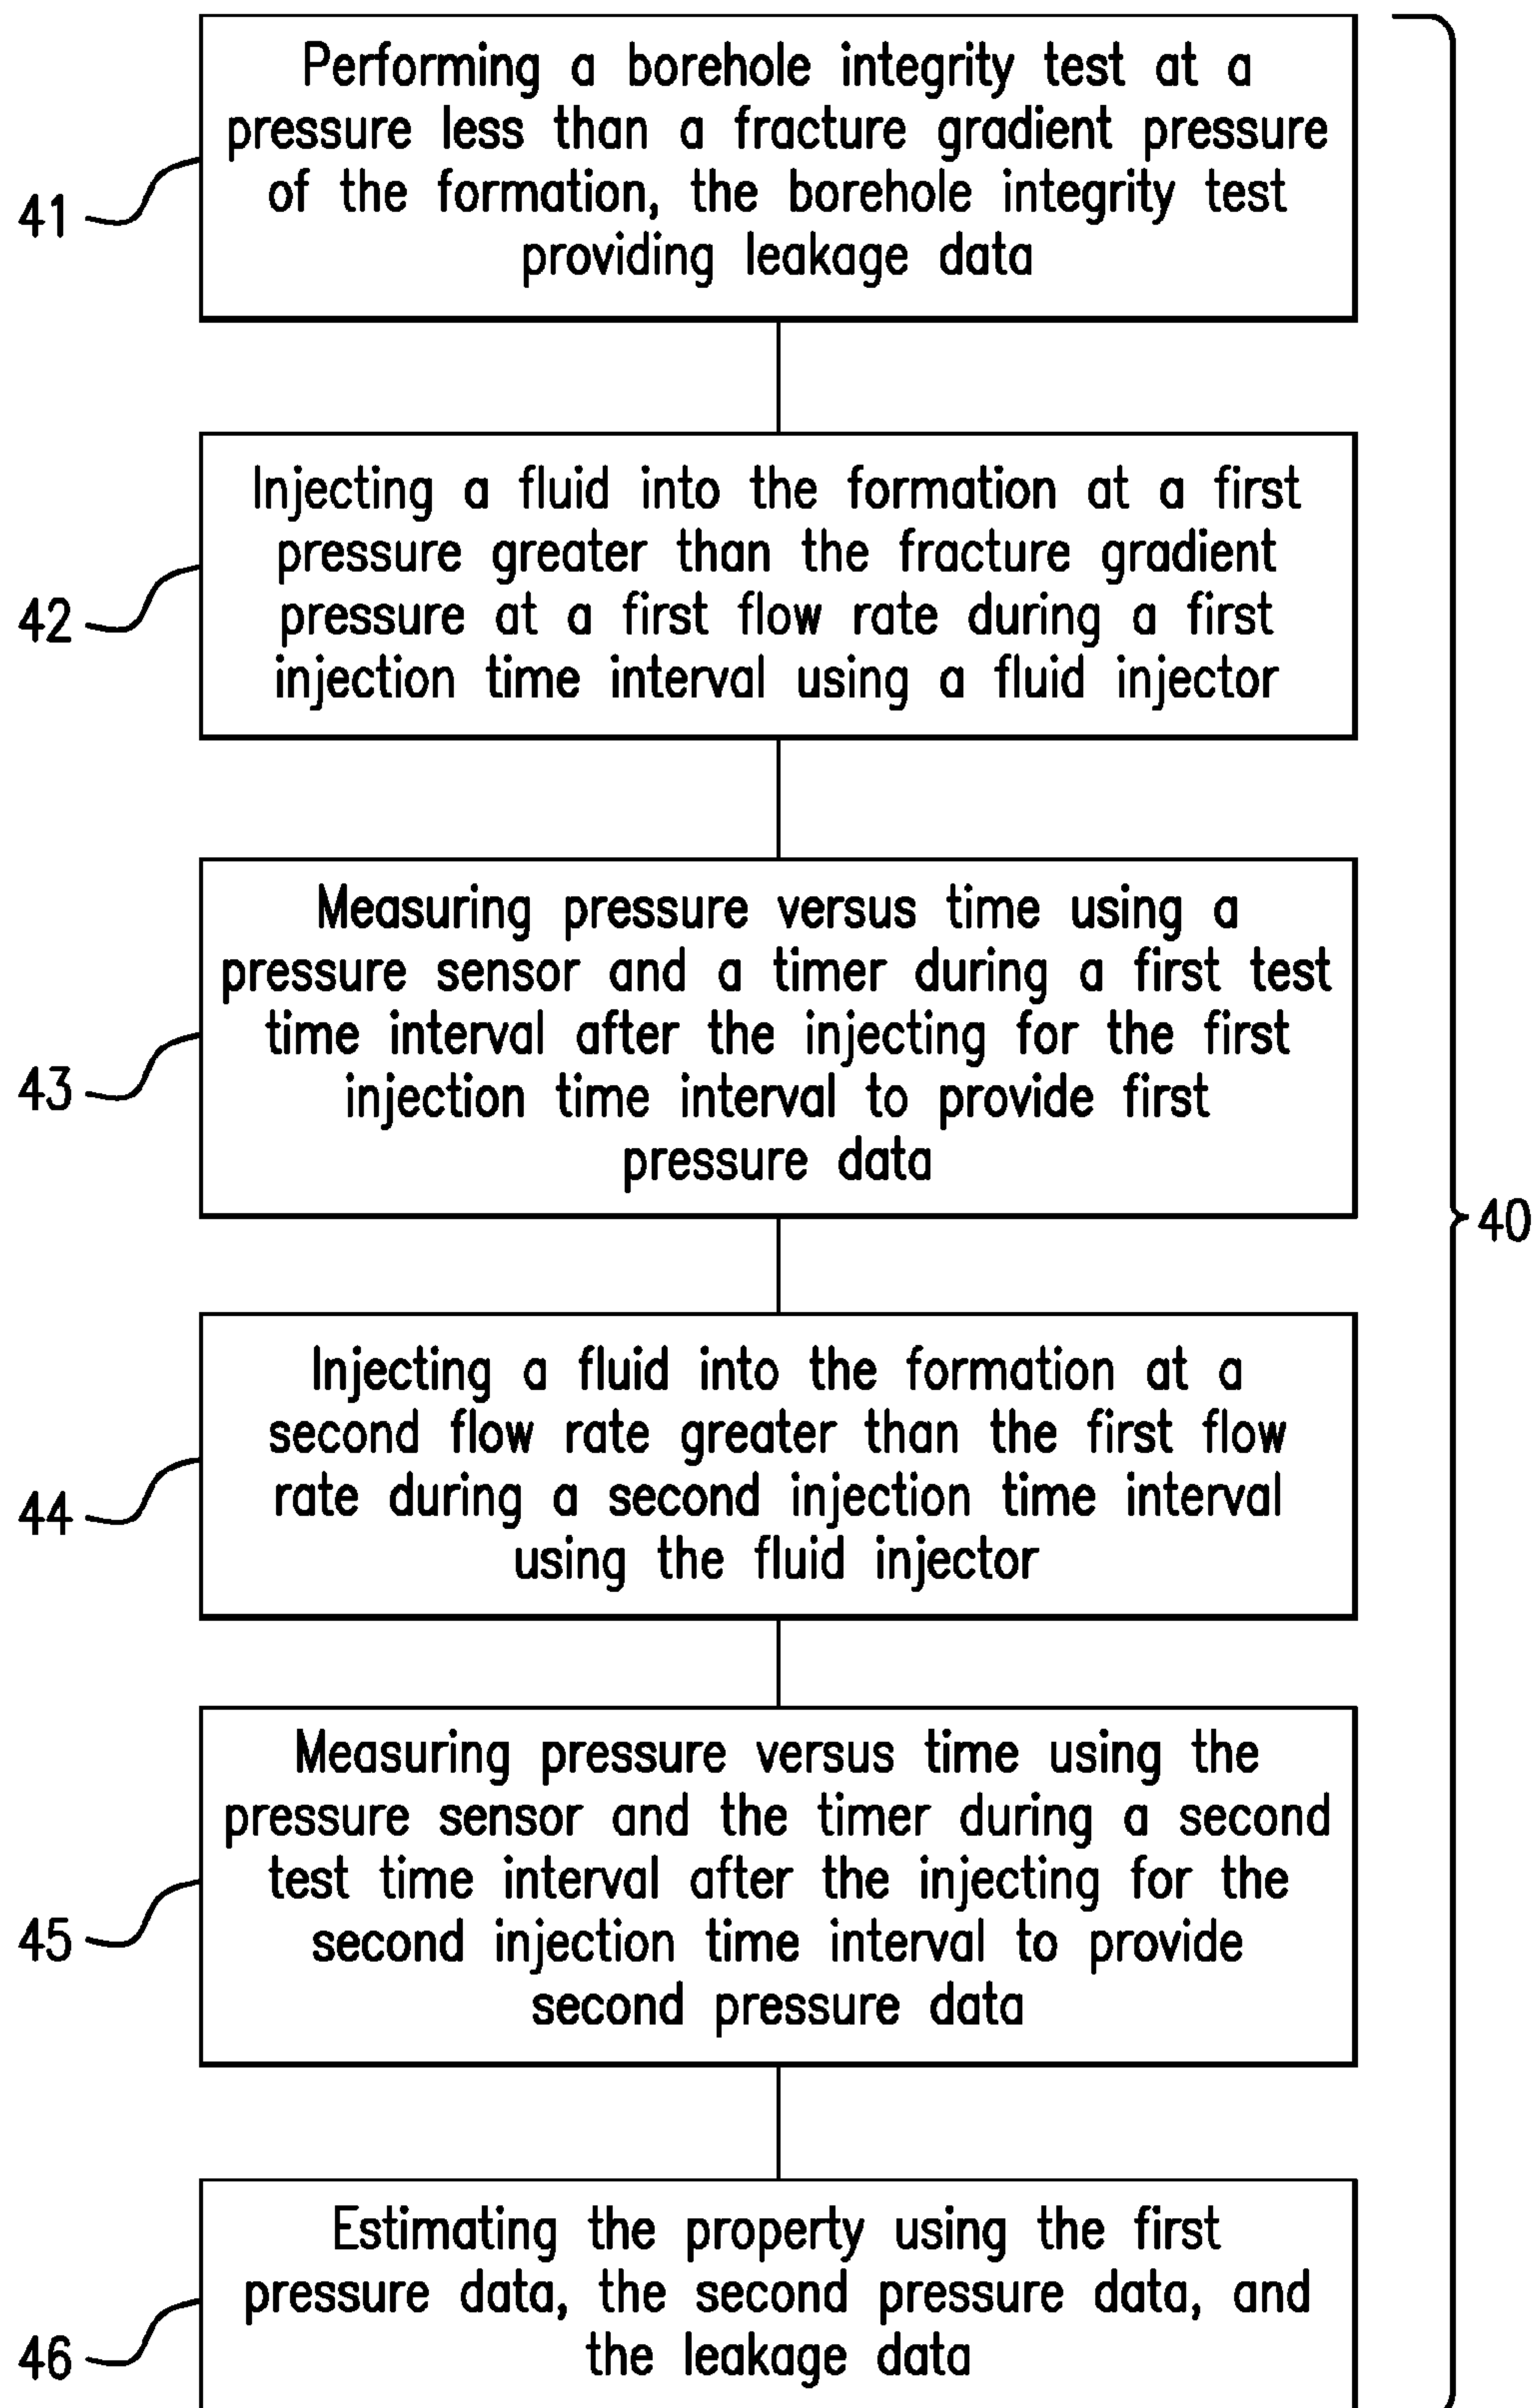 Performing a borehole integrity test at a
pressure less than a fracture gradient pressure
of the formation, the borehole integrity test
providing leakage data
41
Injecting a fluid into the formation at a first
pressure greater than the fracture gradient
pressure at a first flow rate during a first
injection time interval using a fluid injector
42
Measuring pressure versus time using a
pressure sensor and a timer during a first test
time interval after the injecting for the first
injection time interval to provide first
pressure data
43
40
Injecting a fluid into the formation at a
second flow rate greater than the first flow
rate during a second injection time interval
using the fluid injector
44
Measuring pressure versus time using the
pressure sensor and the timer during a second
test time interval after the injecting for the
second injection time interval to provide
second pressure data
45
Estimating the property using the first
pressure data, the second pressure data, and
the leakage data
46